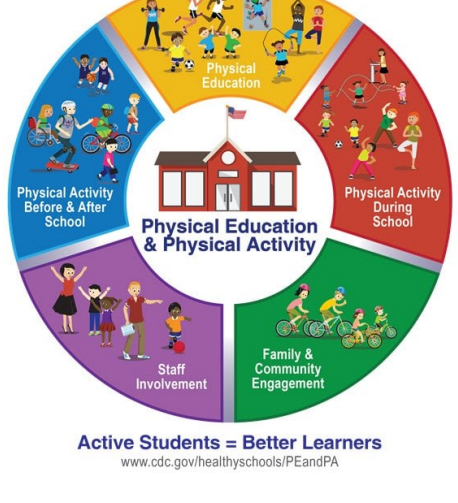 Physical
Education
Physical Activity
Before & After
School
Physical Activity
During
School
Physical Education
& Physical Activity
Staff
Involvement
Family &
Community
Engagement
Active Students = Better Learners
www.cdc.gov/healthyschools/PEandPA